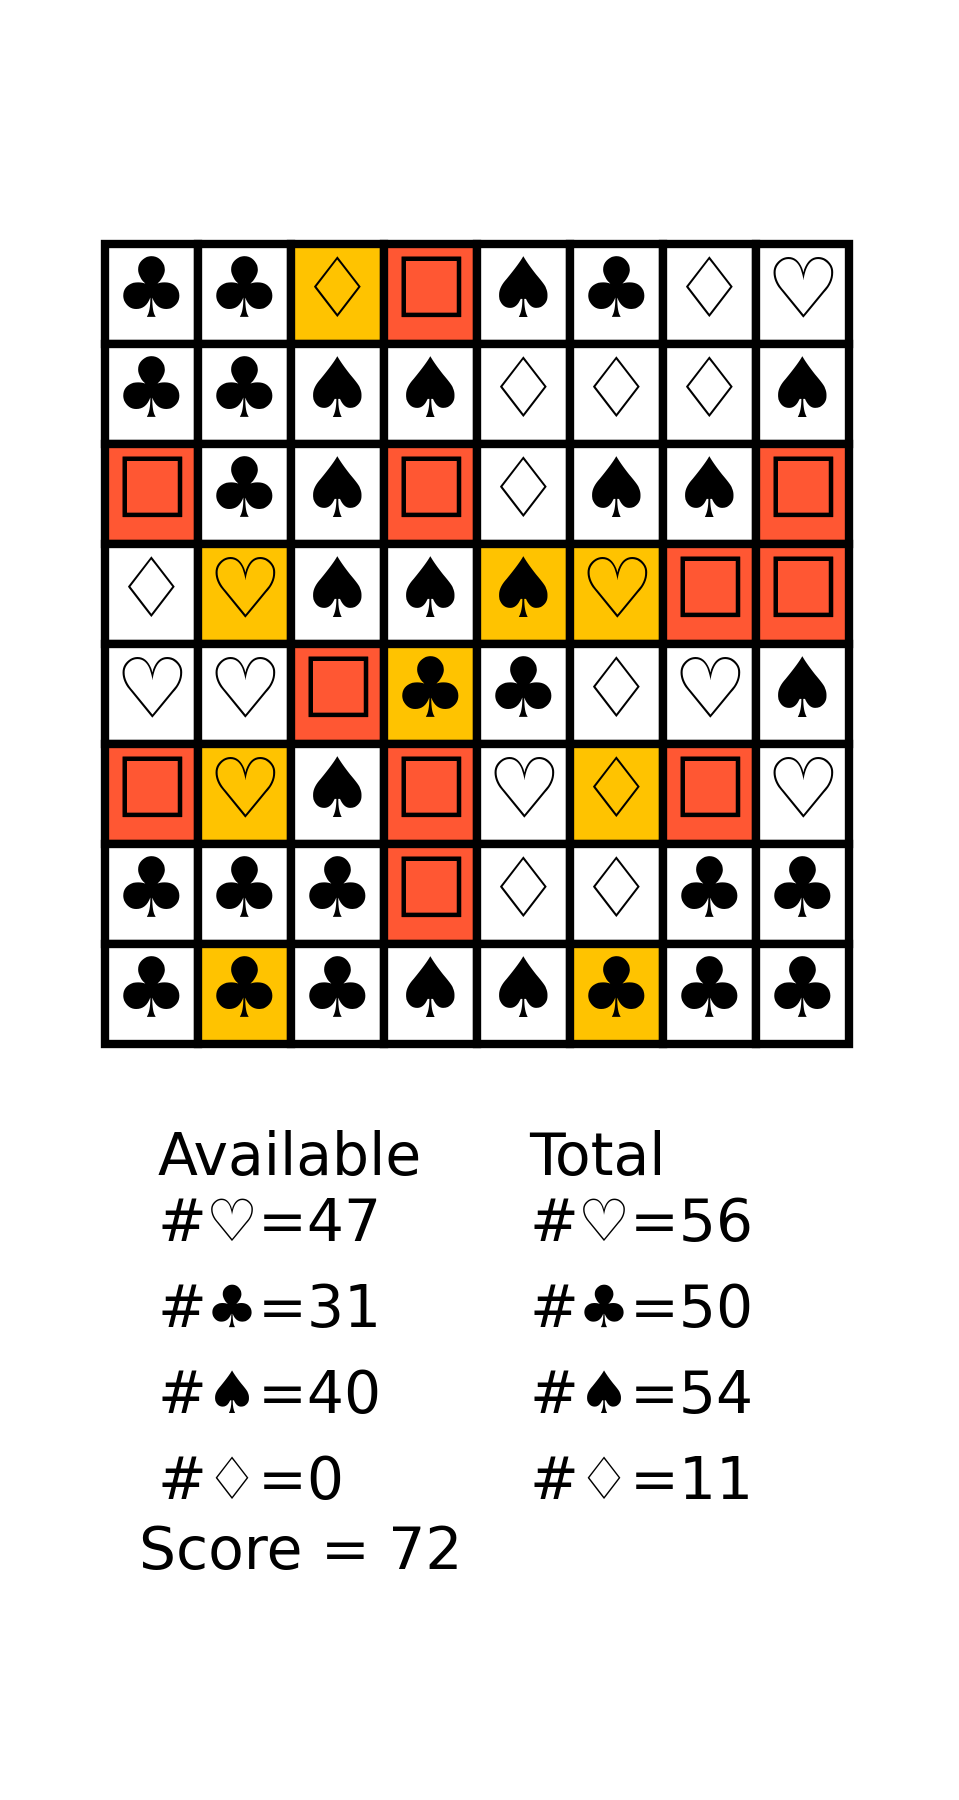 ♣ ♣ ♢ □ ♠ ♣ ♢ ♡
♣ ♣ ♠ ♠ ♢ ♢ ♢ ♠
□ ♣ ♠ □ ♢ ♠ ♠ □
♢ ♡ ♠ ♠ ♠ ♡ □ □
♡ ♡ □ ♣ ♣ ♢ ♡ ♠
□ ♡ ♠ □ ♡ ♢ □ ♡
♣ ♣ ♣ □ ♢ ♢ ♣ ♣
♣ ♣ ♣ ♠ ♠ ♣ ♣ ♣
Available Total
#♡=47 #♡=56
#♣=31 #♣=50
#♠=40 #♠=54
#♢=0 #♢=11
Score = 72